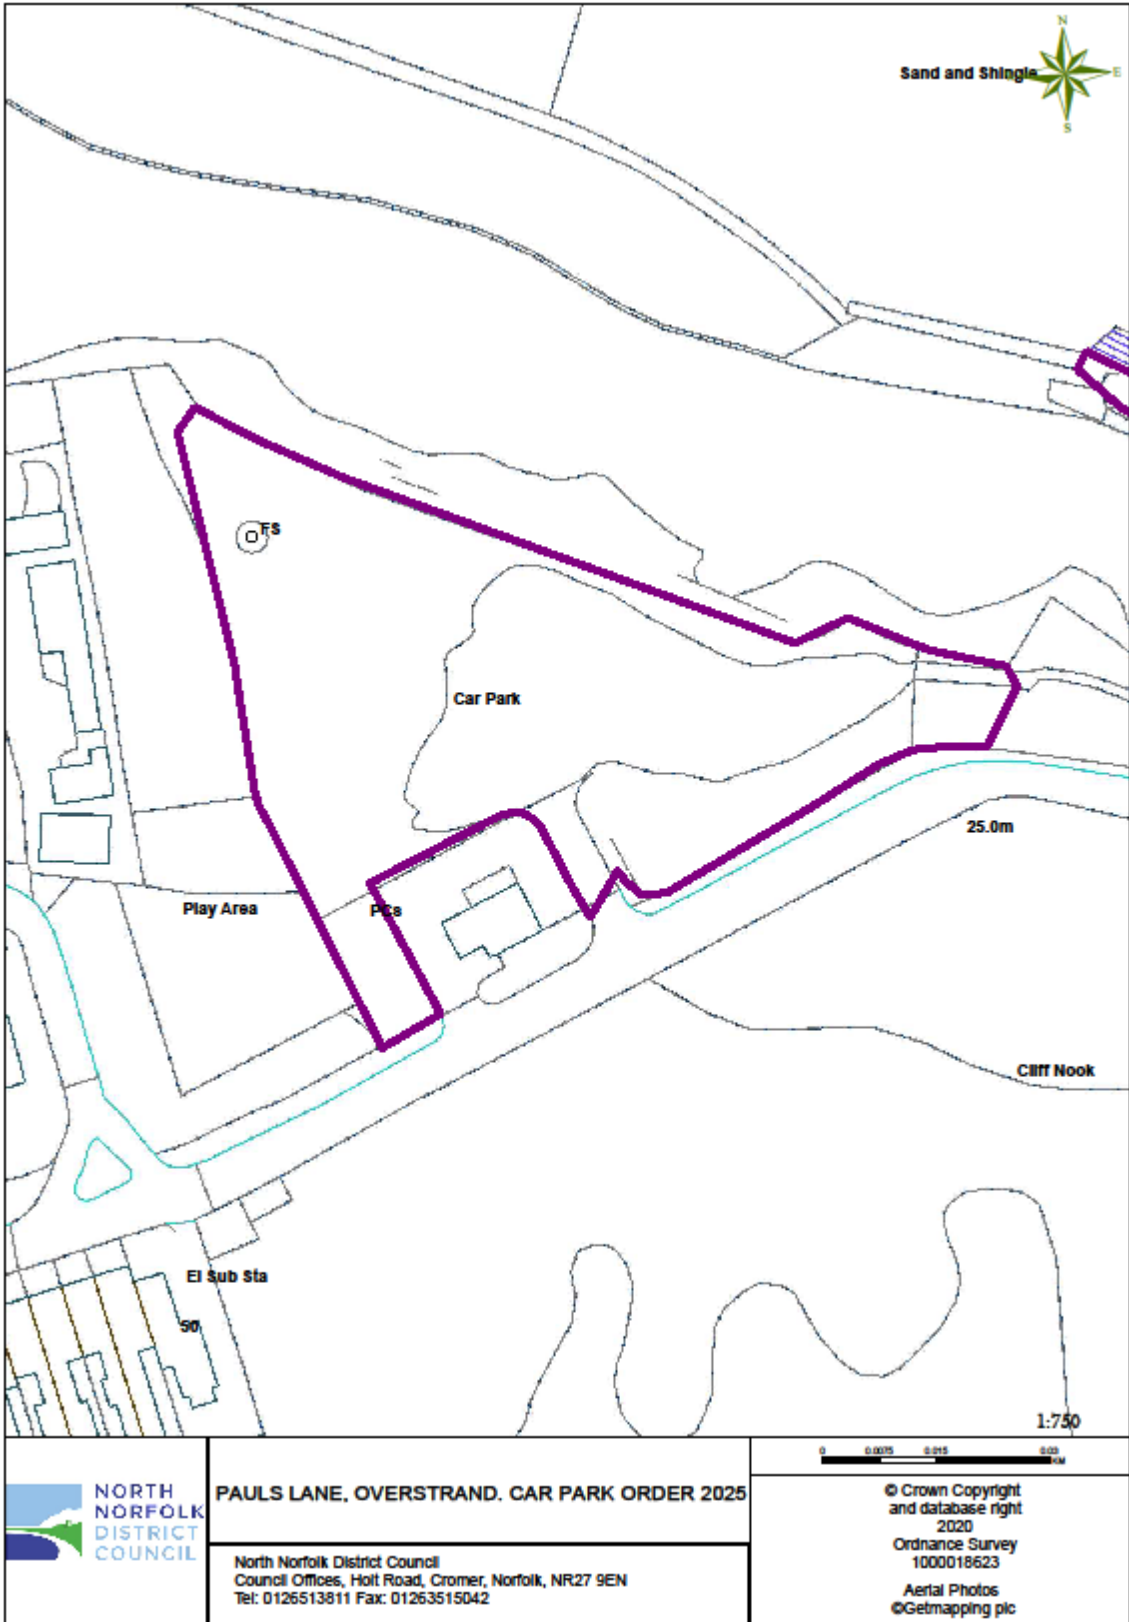 N
Sand and Shingle
E
S
FS
Car Park
25.0m
Play Area
PCs
Cliff Nook
El Sub Sta
50
1:750
0 0.0075 0.015 0.03
KM
NORTH
NORFOLK
DISTRICT
COUNCIL
PAULS LANE, OVERSTRAND. CAR PARK ORDER 2025
North Norfolk District Council
Council Offices, Holt Road, Cromer, Norfolk, NR27 9EN
Tel: 0126513811 Fax: 01263515042
© Crown Copyright
and database right
2020
Ordnance Survey
1000018623
Aerial Photos
©Getmapping plc